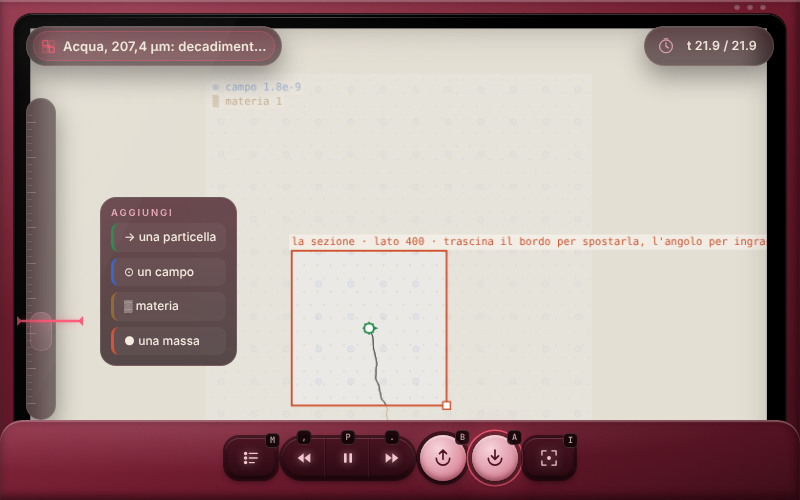 Acqua, 207,4 µm: decadiment...
t 21.9 / 21.9
campo 1.8e-9
materia 1
AGGIUNGI
una particella
un campo
materia
una massa
la sezione · lato 400 · trascina il bordo per spostarla, l'angolo per ingra
M
,
P
.
B
A
I